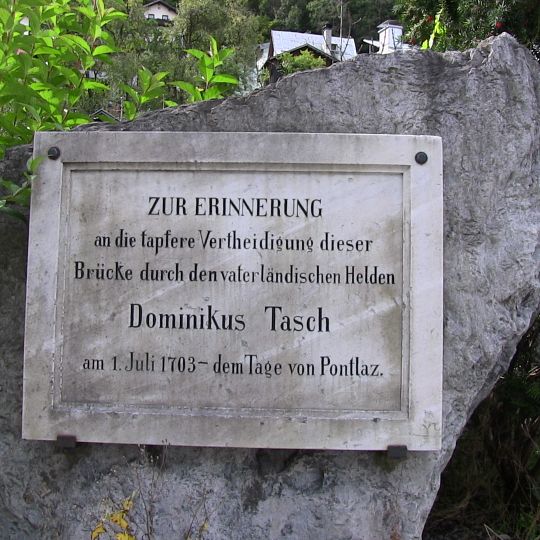 ZUR ERINNERUNG
an die tapfere Vertheidigung dieser
Brücke durch den vaterländischen Helden
Dominikus Tasch
am 1. Juli 1703 – dem Tage von Pontlaz.